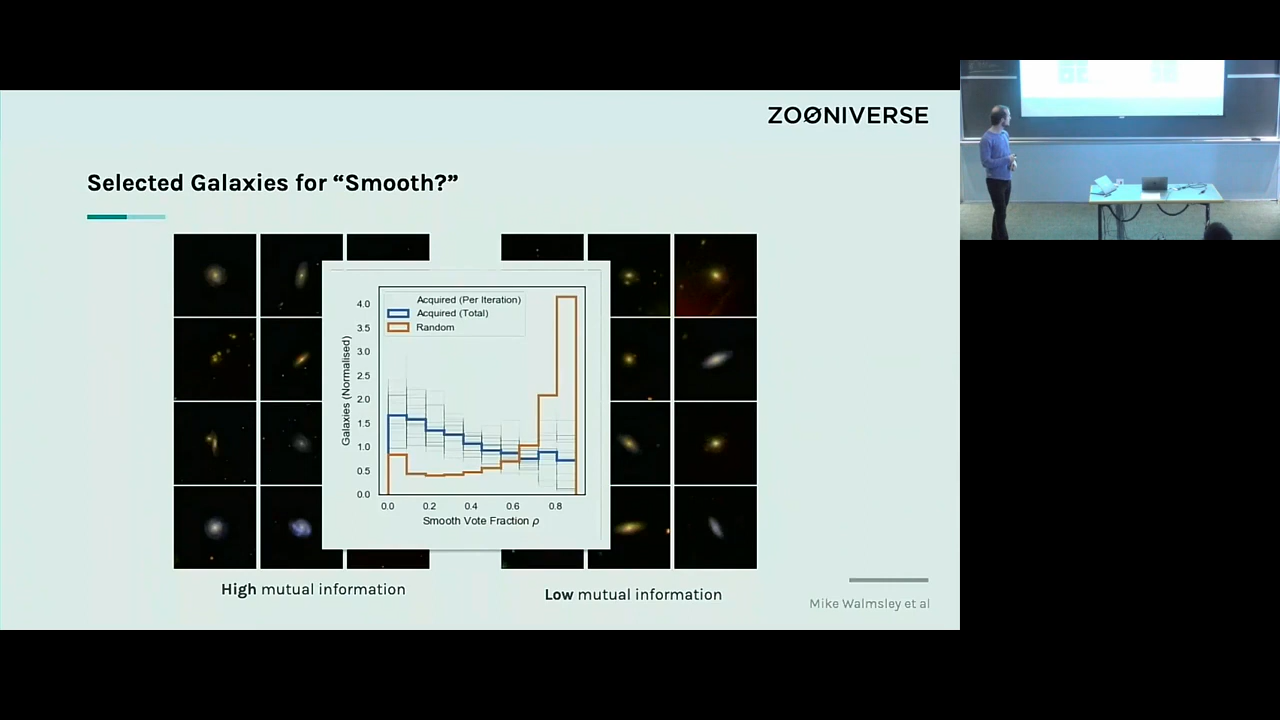 ZOØNIVERSE
Selected Galaxies for “Smooth?”
Acquired (Per Iteration)
Acquired (Total)
Random
Galaxies (Normalised)
4.0
3.5
3.0
2.5
2.0
1.5
1.0
0.5
0.0
0.0 0.2 0.4 0.6 0.8
Smooth Vote Fraction ρ
High mutual information
Low mutual information
Mike Walmsley et al